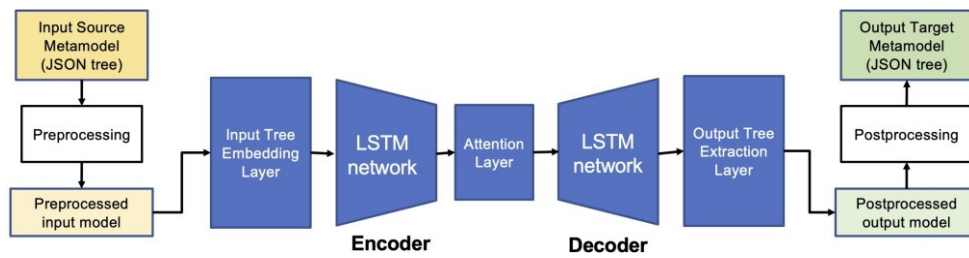 Input Source
Metamodel
(JSON tree)
Preprocessing
Preprocessed
input model
Input Tree
Embedding
Layer
LSTM
network
Encoder
Attention
Layer
LSTM
network
Decoder
Output Tree
Extraction
Layer
Output Target
Metamodel
(JSON tree)
Postprocessing
Postprocessed
output model